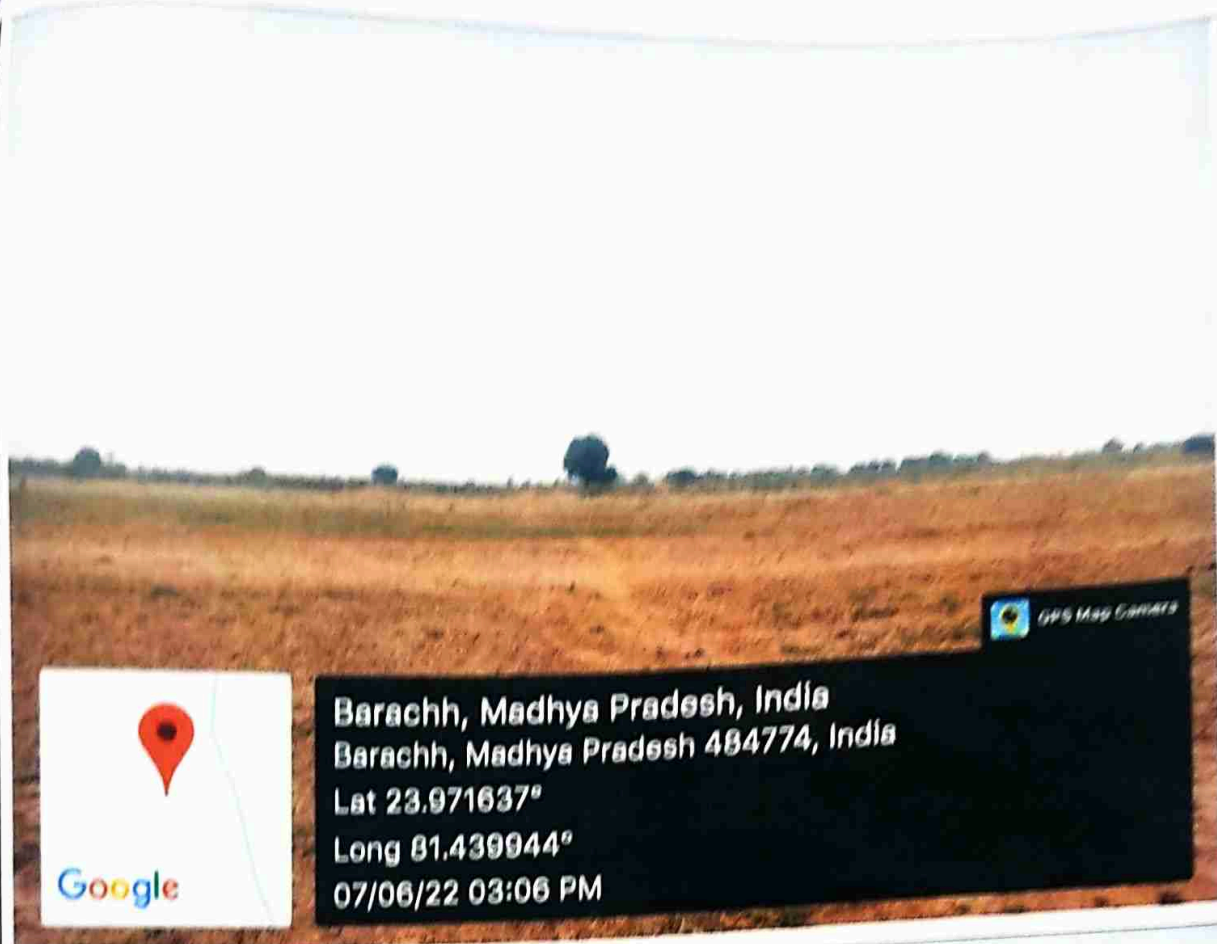 GPS Map Camera
Barachh, Madhya Pradesh, India
Barachh, Madhya Pradesh 484774, India
Lat 23.971637°
Long 81.439944°
07/06/22 03:06 PM
Google